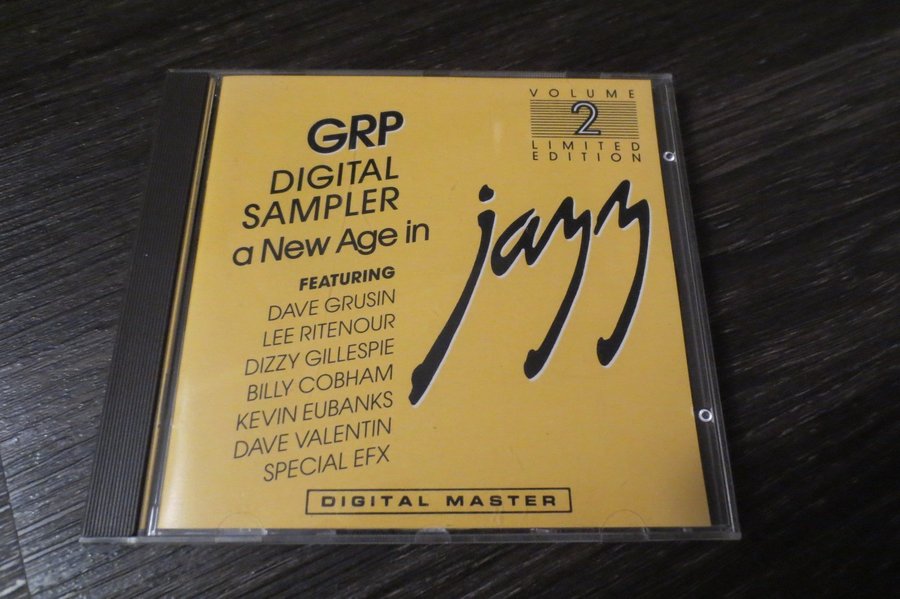 GRP
DIGITAL
SAMPLER
a New Age in
jazz
FEATURING
DAVE GRUSIN
LEE RITENOUR
DIZZY GILLESPIE
BILLY COBHAM
KEVIN EUBANKS
DAVE VALENTIN
SPECIAL EFX
VOLUME
2
LIMITED
EDITION
DIGITAL MASTER